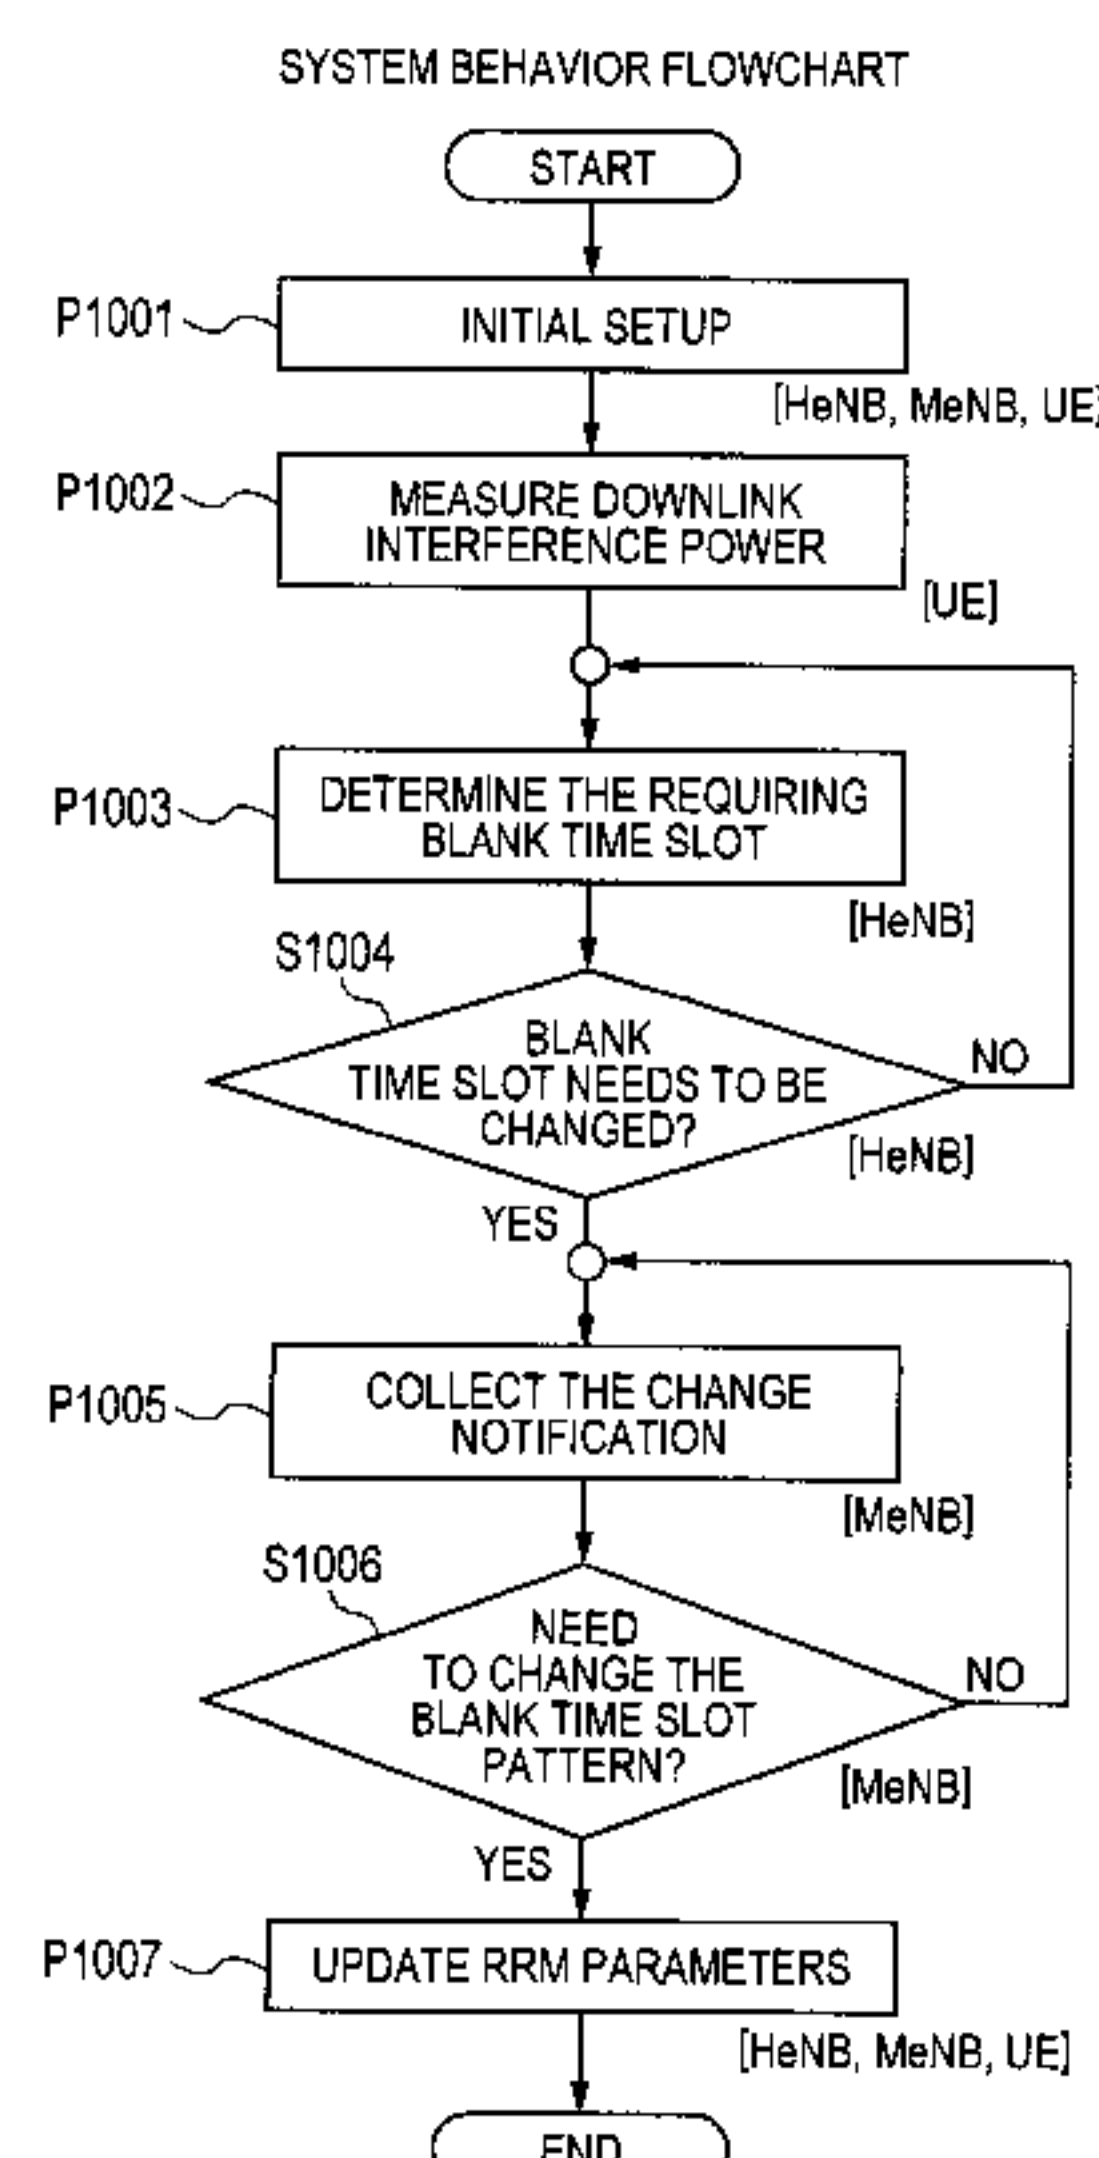 SYSTEM BEHAVIOR FLOWCHART
START
P1001
INITIAL SETUP
[HeNB, MeNB, UE]
P1002
MEASURE DOWNLINK
INTERFERENCE POWER
[UE]
P1003
DETERMINE THE REQUIRING
BLANK TIME SLOT
[HeNB]
S1004
BLANK
TIME SLOT NEEDS TO BE
CHANGED?
NO
[HeNB]
YES
P1005
COLLECT THE CHANGE
NOTIFICATION
[MeNB]
S1006
NEED
TO CHANGE THE
BLANK TIME SLOT
PATTERN?
NO
[MeNB]
YES
P1007
UPDATE RRM PARAMETERS
[HeNB, MeNB, UE]
END